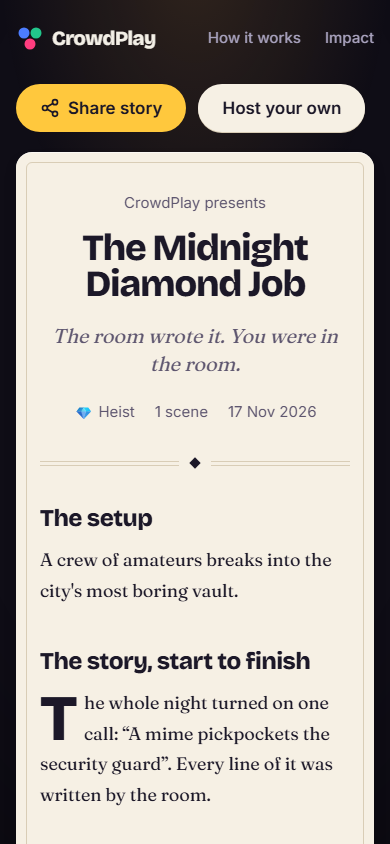 CrowdPlay
How it works
Impact
Share story
Host your own
CrowdPlay presents
The Midnight
Diamond Job
The room wrote it. You were in
the room.
Heist
1 scene
17 Nov 2026
The setup
A crew of amateurs breaks into the
city's most boring vault.
The story, start to finish
The whole night turned on one
call: “A mime pickpockets the
security guard”. Every line of it was
written by the room.